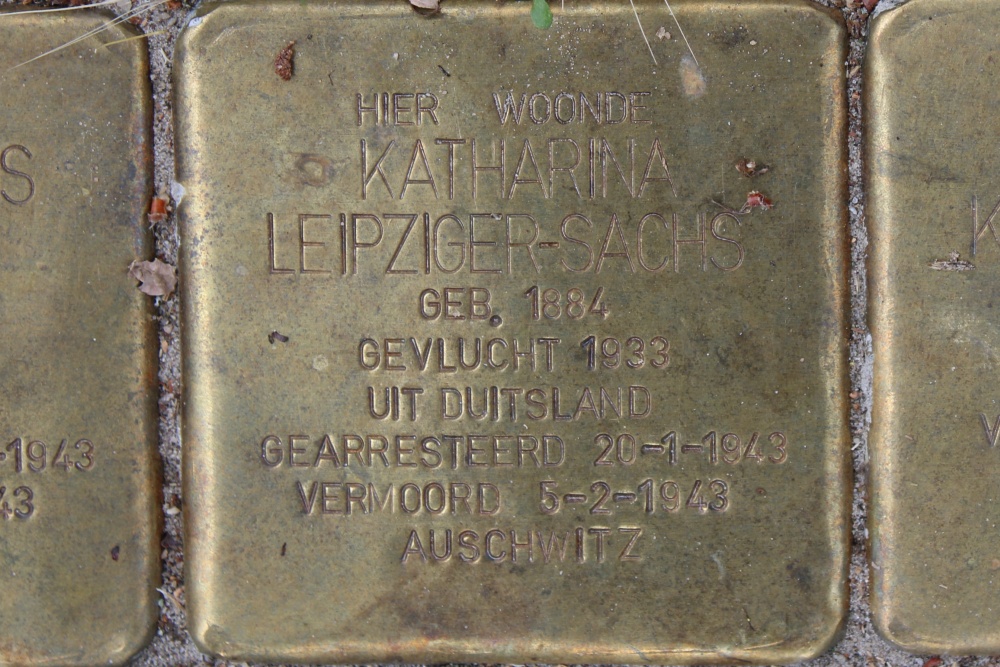 HIER WOONDE
KATHARINA
LEIPZIGER-SACHS
GEB. 1884
GEVLUCHT 1933
UIT DUITSLAND
GEARRESTEERD 20-1-1943
VERMOORD 5-2-1943
AUSCHWITZ